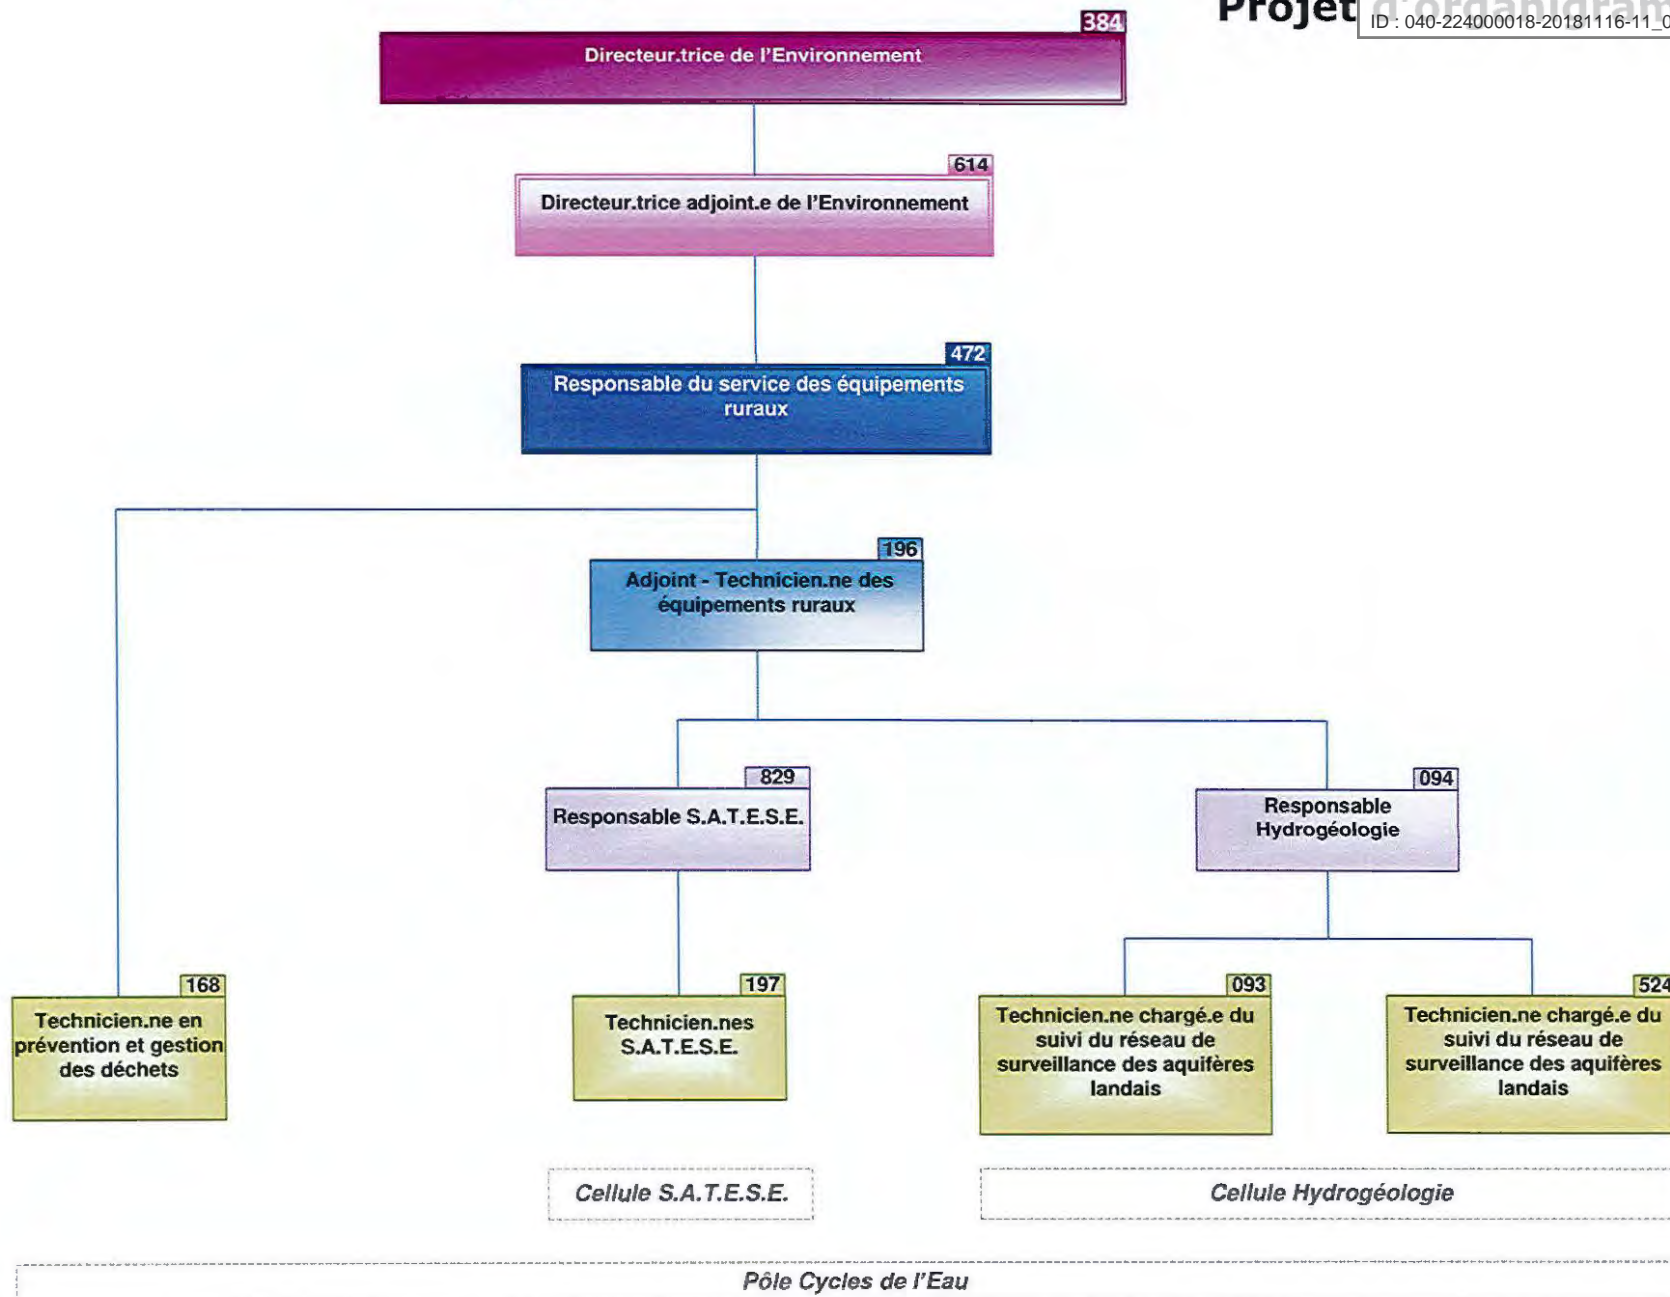 Projet d'organigram
ID : 040-224000018-20181116-11_0
384
Directeur.trice de l'Environnement
614
Directeur.trice adjoint.e de l'Environnement
472
Responsable du service des équipements
ruraux
196
Adjoint - Technicien.ne des
équipements ruraux
829
Responsable S.A.T.E.S.E.
094
Responsable
Hydrogéologie
168
Technicien.ne en
prévention et gestion
des déchets
197
Technicien.nes
S.A.T.E.S.E.
093
Technicien.ne chargé.e du
suivi du réseau de
surveillance des aquifères
landais
524
Technicien.ne chargé.e du
suivi du réseau de
surveillance des aquifères
landais
Cellule S.A.T.E.S.E.
Cellule Hydrogéologie
Pôle Cycles de l'Eau